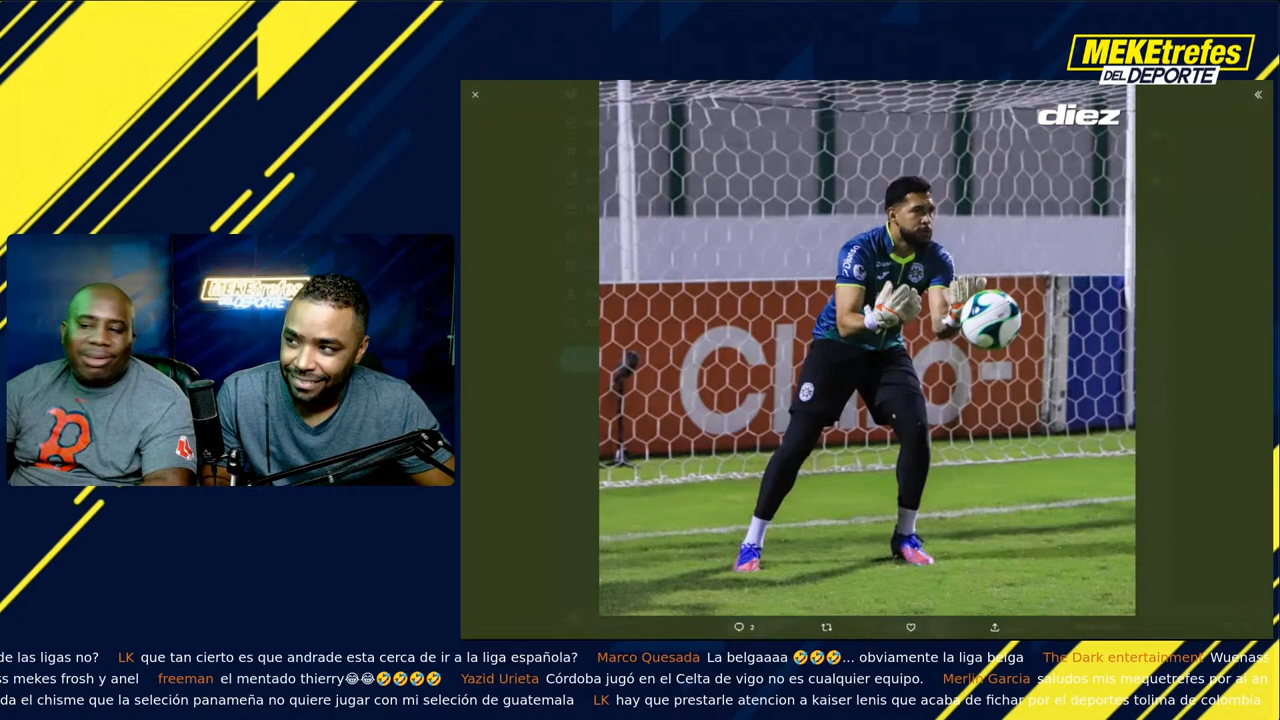 MEKEtrefes
DEL DEPORTE
diez
MEKEtrefes
DEL DEPORTE
B
Diunsa
Claro-
2
de las ligas no? LK que tan cierto es que andrade esta cerca de ir a la liga española? Marco Quesada La belgaaaa 🤣🤣🤣... obviamente la liga belga The Dark entertainment Wuenass
ss mekes frosh y anel freeman el mentado thierry😂😂🤣🤣🤣🤣 Yazid Urieta Córdoba jugó en el Celta de vigo no es cualquier equipo. Merlin Garcia saludos mis mequetrefes por al an
da el chisme que la seleción panameña no quiere jugar con mi seleción de guatemala LK hay que prestarle atencion a kaiser lenis que acaba de fichar por el deportes tolima de colombia